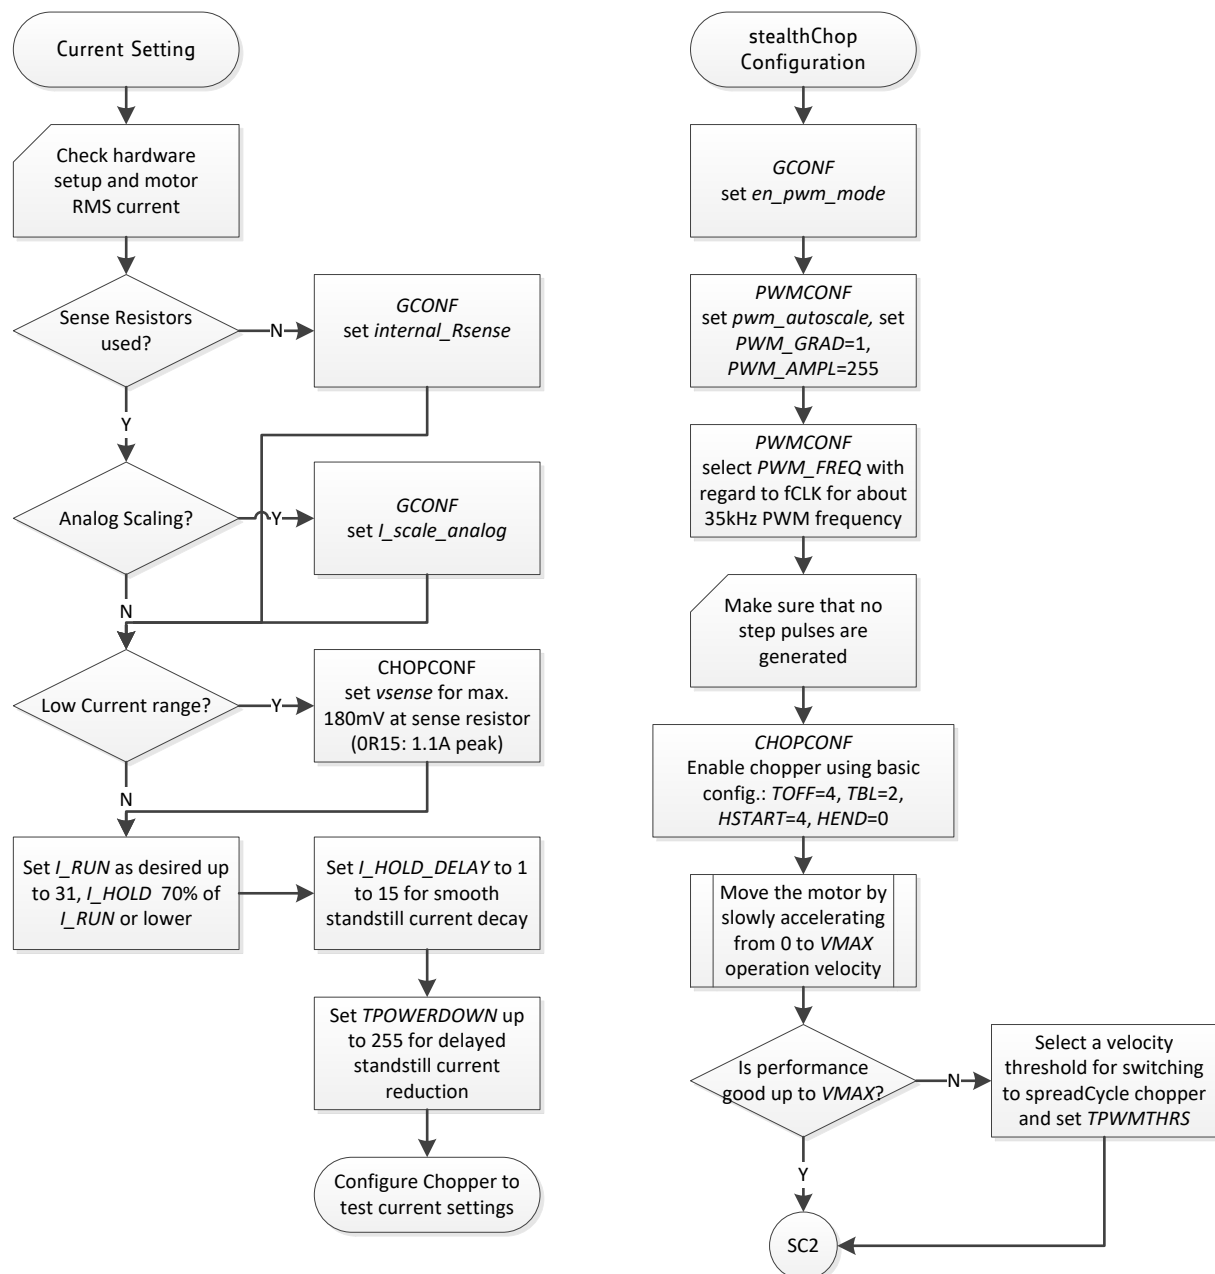 Current Setting
Check hardware
setup and motor
RMS current
Sense Resistors
used?
N
GCONF
set internal_Rsense
Y
Analog Scaling?
Y
GCONF
set I_scale_analog
N
Low Current range?
Y
CHOPCONF
set vsense for max.
180mV at sense resistor
(0R15: 1.1A peak)
N
Set I_RUN as desired up
to 31, I_HOLD 70% of
I_RUN or lower
Set I_HOLD_DELAY to 1
to 15 for smooth
standstill current decay
Set TPOWERDOWN up
to 255 for delayed
standstill current
reduction
Configure Chopper to
test current settings
stealthChop
Configuration
GCONF
set en_pwm_mode
PWMCONF
set pwm_autoscale, set
PWM_GRAD=1,
PWM_AMPL=255
PWMCONF
select PWM_FREQ with
regard to fCLK for about
35kHz PWM frequency
Make sure that no
step pulses are
generated
CHOPCONF
Enable chopper using basic
config.: TOFF=4, TBL=2,
HSTART=4, HEND=0
Move the motor by
slowly accelerating
from 0 to VMAX
operation velocity
Is performance
good up to VMAX?
N
Select a velocity
threshold for switching
to spreadCycle chopper
and set TPWMTHRS
Y
SC2